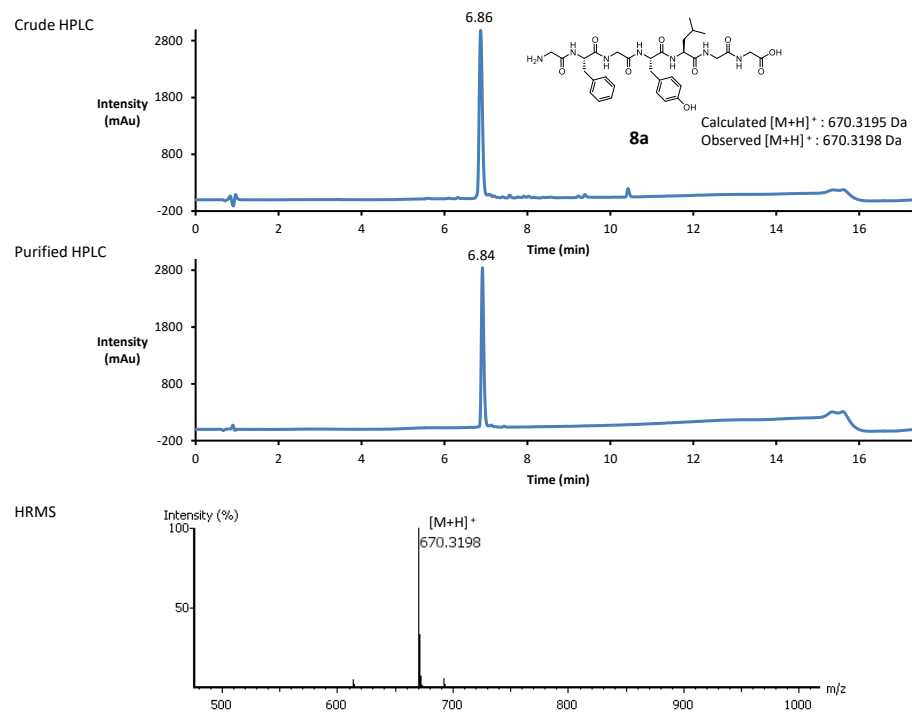 Crude HPLC
6.86
2800
1800
800
-200
Intensity
(mAu)
0 2 4 6 8 10 12 14 16
Time (min)
H₂N
H
N
O
O
N
H
O
H
N
O
N
H
O
H
N
O
N
H
O
OH
OH
8a
Calculated [M+H]⁺ : 670.3195 Da
Observed [M+H]⁺ : 670.3198 Da
Purified HPLC
6.84
2800
1800
800
-200
Intensity
(mAu)
0 2 4 6 8 10 12 14 16
Time (min)
HRMS
Intensity (%)
100
50
[M+H]⁺
670.3198
500 600 700 800 900 1000 m/z